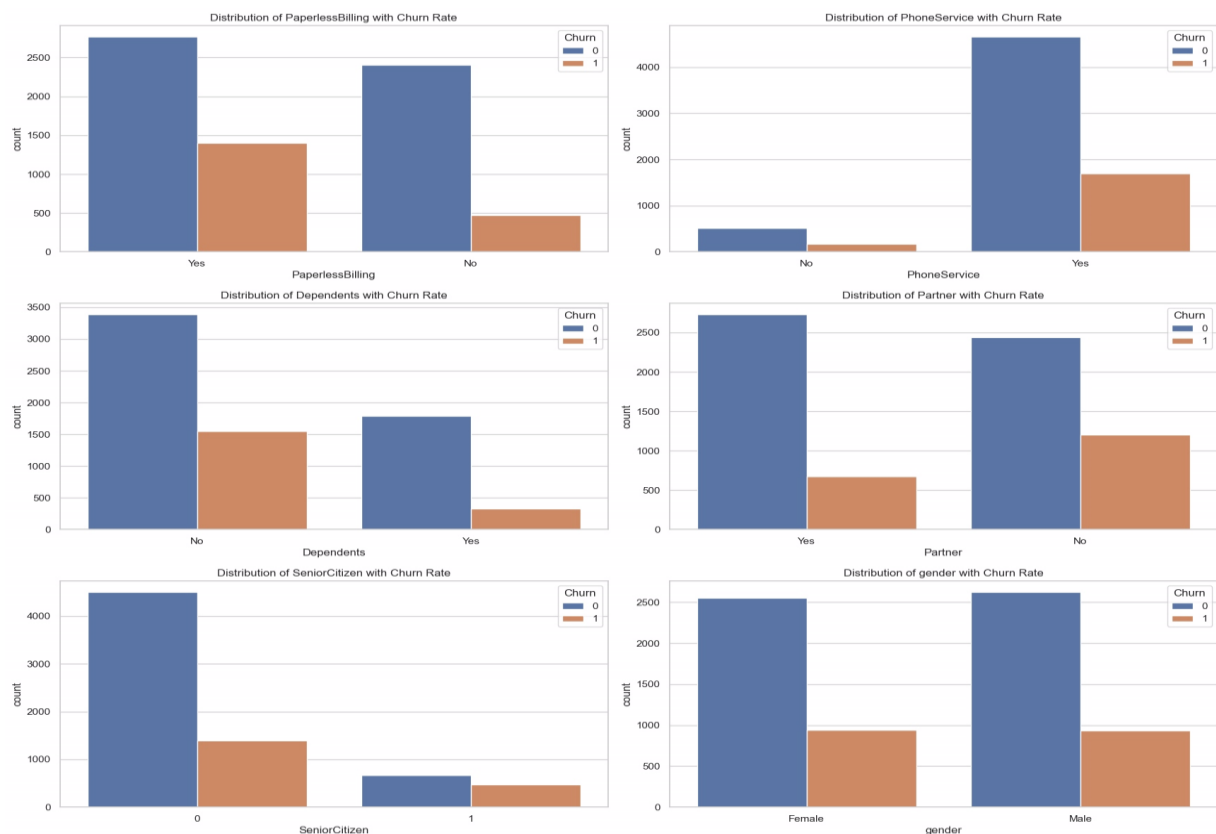 Distribution of PaperlessBilling with Churn Rate
Churn
0
1
2500
2000
1500
1000
500
0
count
Yes
No
PaperlessBilling
Distribution of PhoneService with Churn Rate
Churn
0
1
4000
3000
2000
1000
0
count
No
Yes
PhoneService
Distribution of Dependents with Churn Rate
Churn
0
1
3500
3000
2500
2000
1500
1000
500
0
count
No
Yes
Dependents
Distribution of Partner with Churn Rate
Churn
0
1
2500
2000
1500
1000
500
0
count
Yes
No
Partner
Distribution of SeniorCitizen with Churn Rate
Churn
0
1
4000
3000
2000
1000
0
count
0
1
SeniorCitizen
Distribution of gender with Churn Rate
Churn
0
1
2500
2000
1500
1000
500
0
count
Female
Male
gender